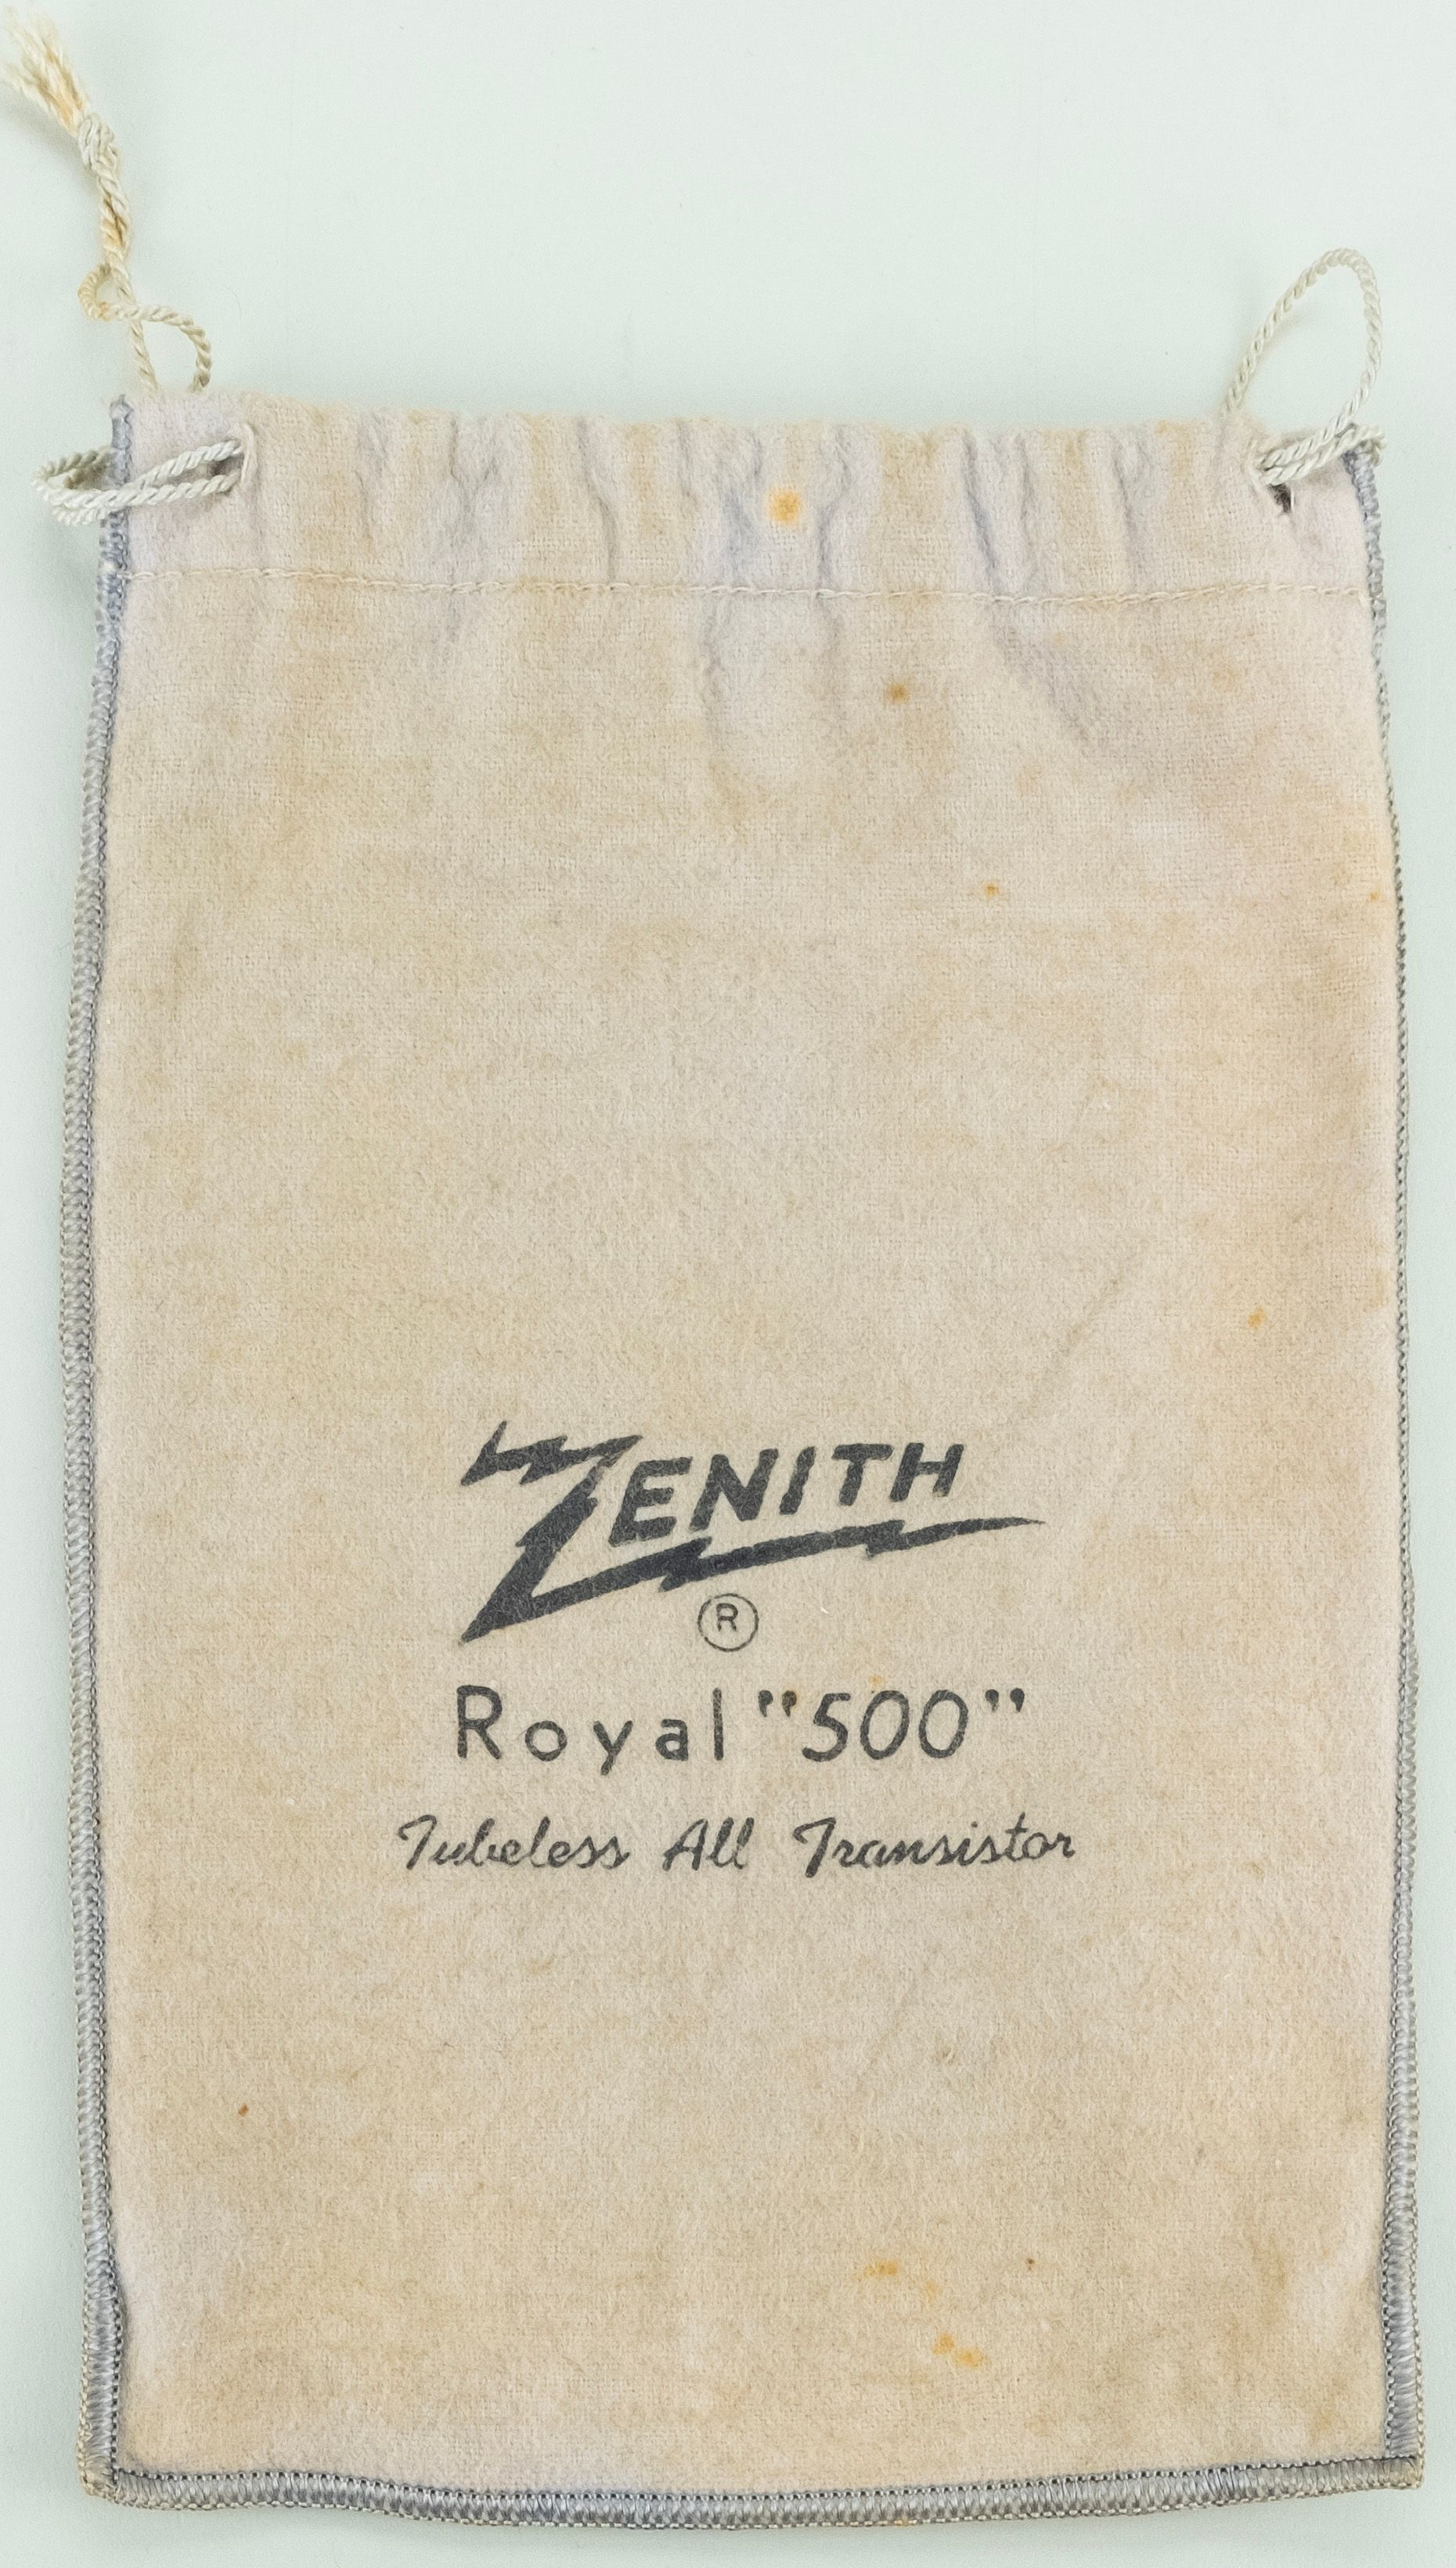 ZENITH
®
Royal "500"
Tubeless All Transistor